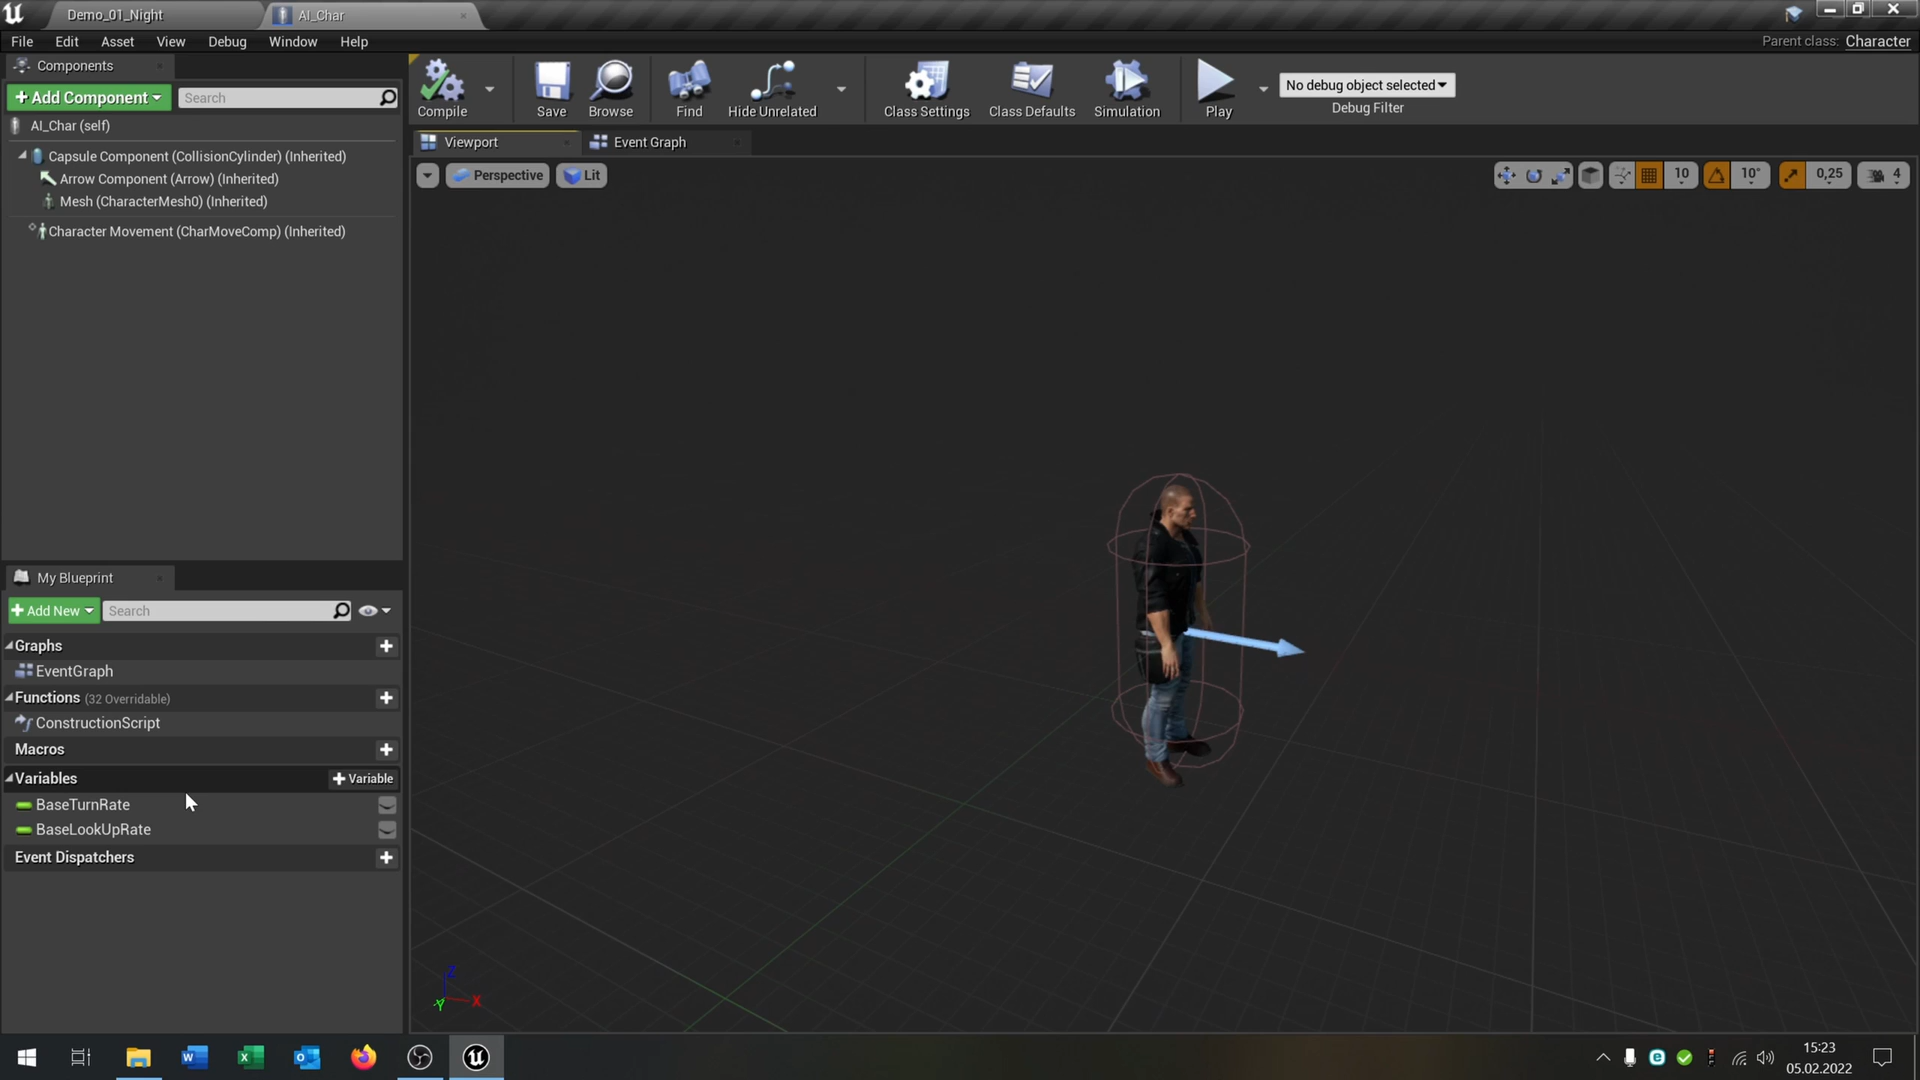 Demo_01_Night
AI_Char
File Edit Asset View Debug Window Help
Parent class: Character
Components
+ Add Component
Search
AI_Char (self)
Capsule Component (CollisionCylinder) (Inherited)
Arrow Component (Arrow) (Inherited)
Mesh (CharacterMesh0) (Inherited)
Character Movement (CharMoveComp) (Inherited)
Compile
Save
Browse
Find
Hide Unrelated
Class Settings
Class Defaults
Simulation
Play
No debug object selected
Debug Filter
Viewport
Event Graph
Perspective
Lit
10
10°
0,25
4
My Blueprint
+ Add New
Search
Graphs
EventGraph
Functions (32 Overridable)
ConstructionScript
Macros
Variables
+ Variable
BaseTurnRate
BaseLookUpRate
Event Dispatchers
Z
Y
X
15:23
05.02.2022